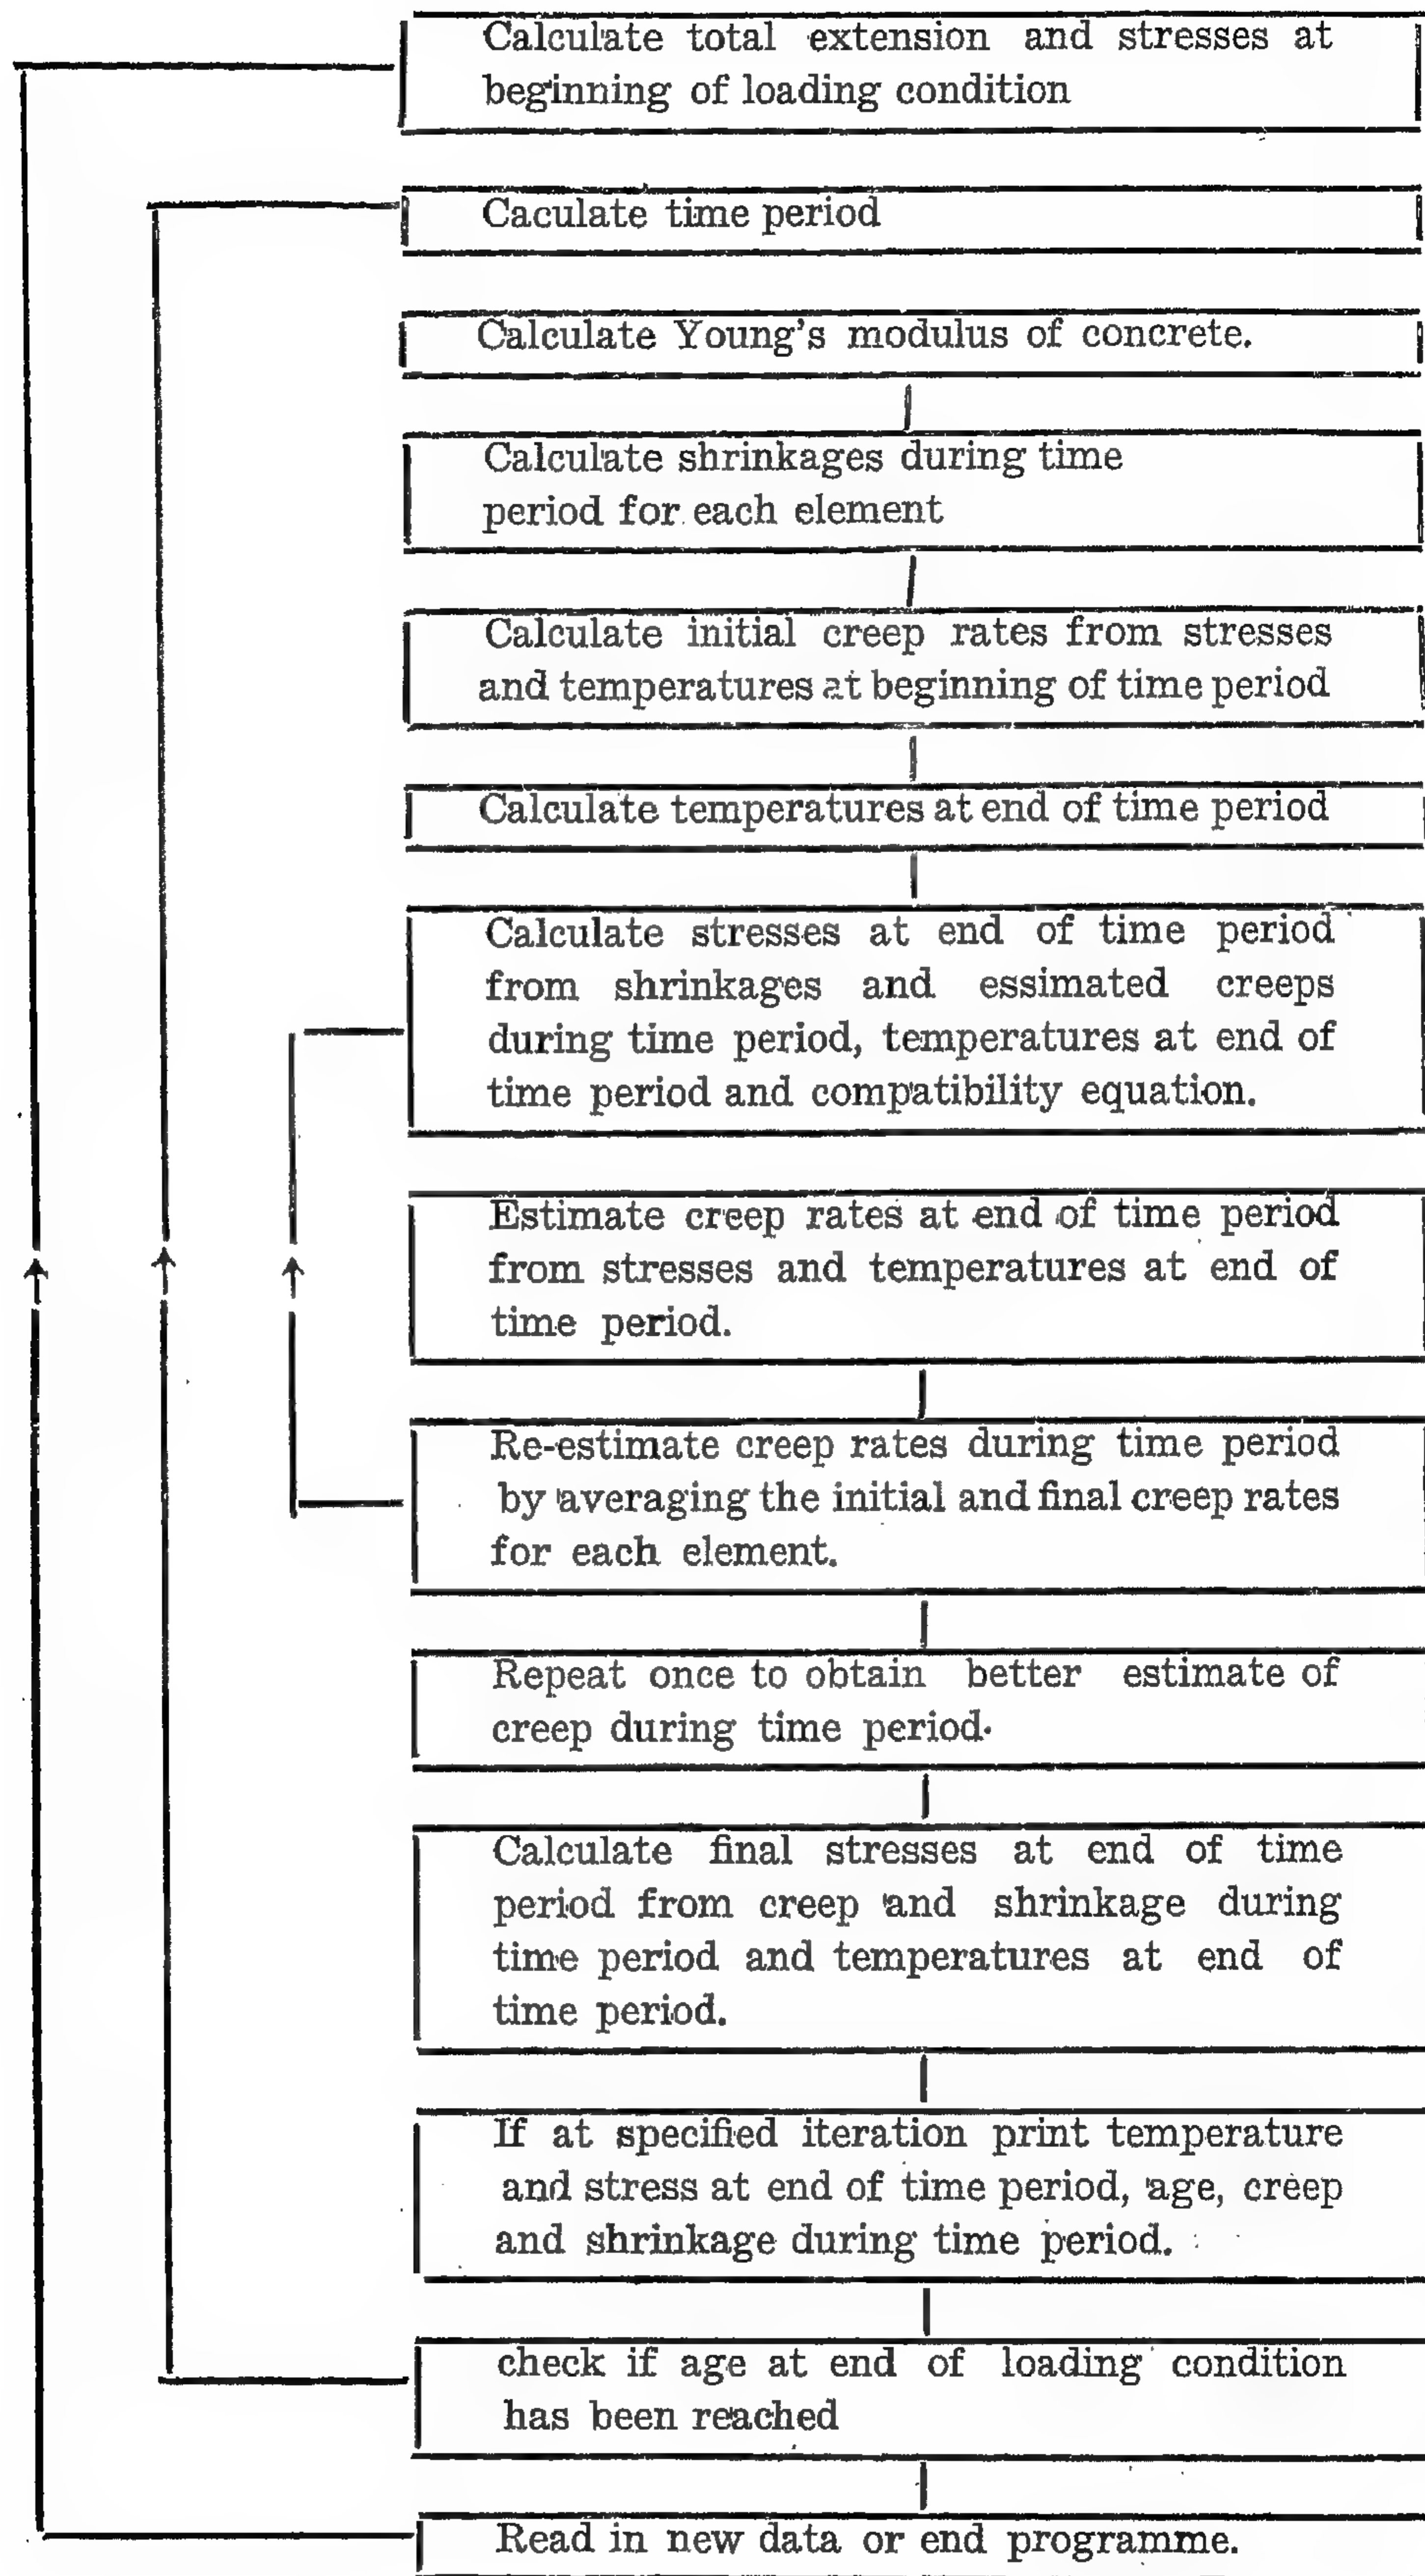 Calculate total extension and stresses at
beginning of loading condition
Caculate time period
Calculate Young's modulus of concrete.
Calculate shrinkages during time
period for each element
Calculate initial creep rates from stresses
and temperatures at beginning of time period
Calculate temperatures at end of time period
Calculate stresses at end of time period
from shrinkages and essimated creeps
during time period, temperatures at end of
time period and compatibility equation.
Estimate creep rates at end of time period
from stresses and temperatures at end of
time period.
Re-estimate creep rates during time period
by averaging the initial and final creep rates
for each element.
Repeat once to obtain better estimate of
creep during time period.
Calculate final stresses at end of time
period from creep and shrinkage during
time period and temperatures at end of
time period.
If at specified iteration print temperature
and stress at end of time period, age, creep
and shrinkage during time period.
check if age at end of loading condition
has been reached
Read in new data or end programme.